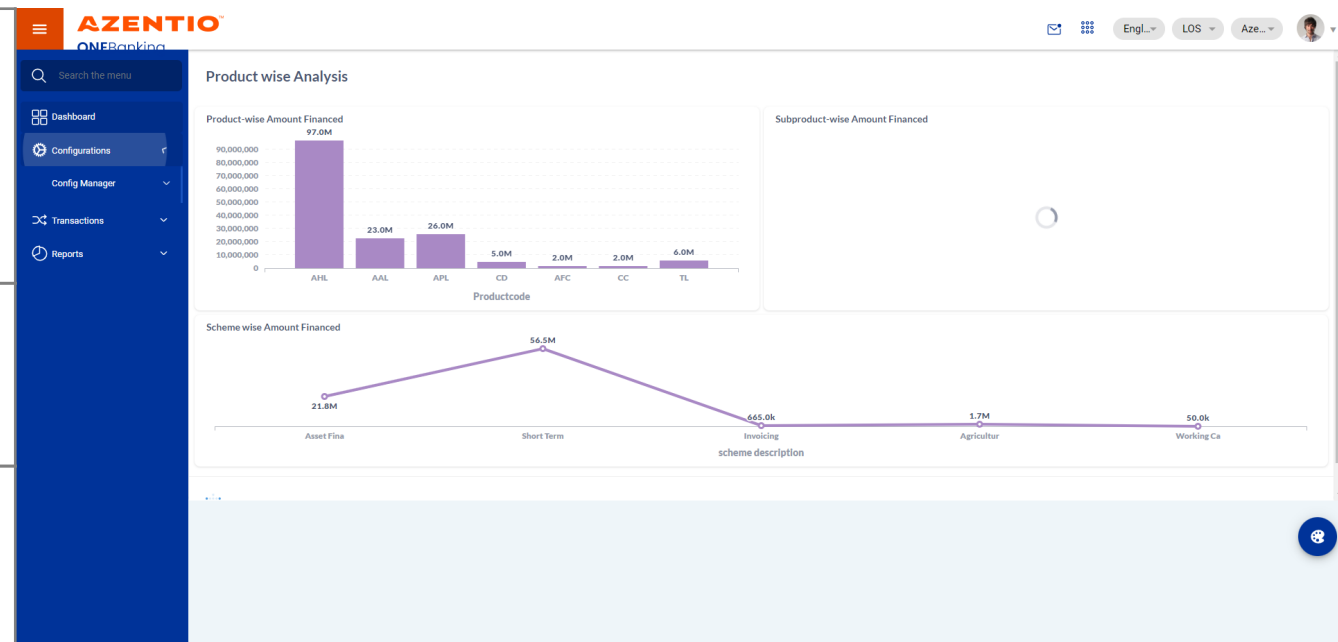 AZENTIO
ONEBanking
Engl...
LOS
Aze...
Search the menu
Dashboard
Configurations
Config Manager
Transactions
Reports
Product wise Analysis
Product-wise Amount Financed
97.0M
90,000,000
80,000,000
70,000,000
60,000,000
50,000,000
40,000,000
30,000,000
20,000,000
10,000,000
0
23.0M
26.0M
5.0M
2.0M
2.0M
6.0M
AHL AAL APL CD AFC CC TL
Productcode
Subproduct-wise Amount Financed
Scheme wise Amount Financed
56.5M
21.8M
665.0k
1.7M
50.0k
Asset Fina Short Term Invoicing Agricultur Working Ca
scheme description